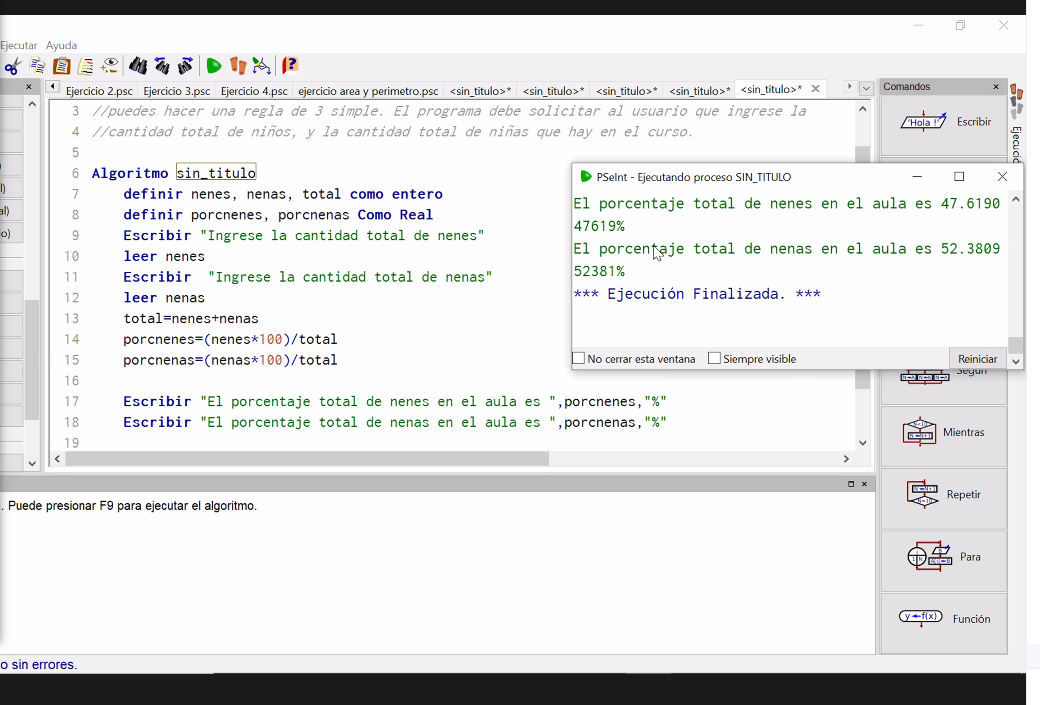 Ejecutar Ayuda
Ejercicio 2.psc Ejercicio 3.psc Ejercicio 4.psc ejercicio area y perimetro.psc <sin_titulo>* <sin_titulo>* <sin_titulo>* <sin_titulo>* <sin_titulo>*
3 //puedes hacer una regla de 3 simple. El programa debe solicitar al usuario que ingrese la
4 //cantidad total de niños, y la cantidad total de niñas que hay en el curso.
5
6 Algoritmo sin_titulo
7 definir nenes, nenas, total como entero
8 definir porcnenes, porcnenas Como Real
9 Escribir "Ingrese la cantidad total de nenes"
10 leer nenes
11 Escribir "Ingrese la cantidad total de nenas"
12 leer nenas
13 total=nenes+nenas
14 porcnenes=(nenes*100)/total
15 porcnenas=(nenas*100)/total
16
17 Escribir "El porcentaje total de nenes en el aula es ",porcnenes,"%"
18 Escribir "El porcentaje total de nenas en el aula es ",porcnenas,"%"
19
PSeInt - Ejecutando proceso SIN_TITULO
El porcentaje total de nenes en el aula es 47.6190
47619%
El porcentaje total de nenas en el aula es 52.3809
52381%
*** Ejecución Finalizada. ***
No cerrar esta ventana Siempre visible Reiniciar
Comandos
'Hola !' Escribir
Según
Mientras
Repetir
Para
y←f(x) Función
. Puede presionar F9 para ejecutar el algoritmo.
o sin errores.